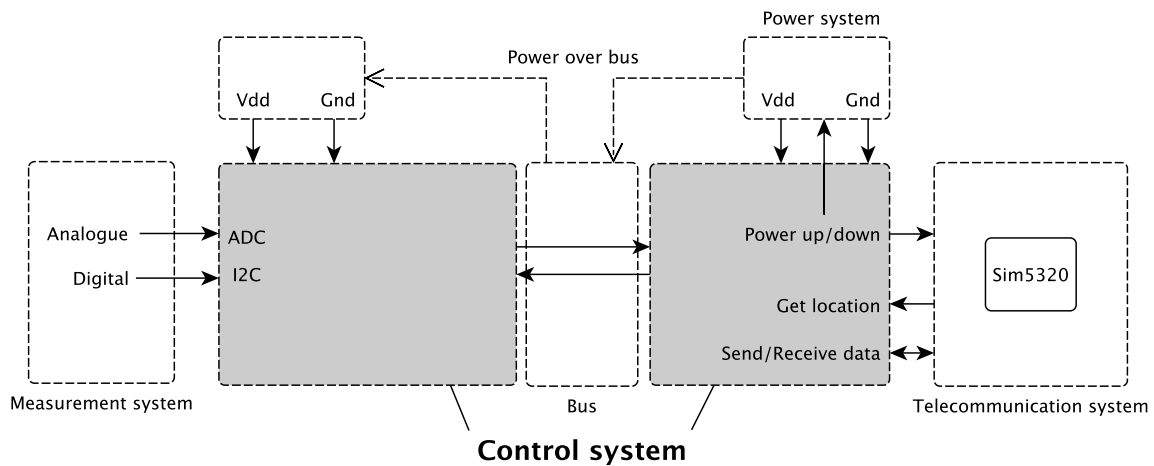 Power system
Power over bus
Vdd Gnd
Vdd Gnd
Analogue
ADC
Power up/down
Digital
I2C
Sim5320
Get location
Send/Receive data
Measurement system
Bus
Telecommunication system
Control system